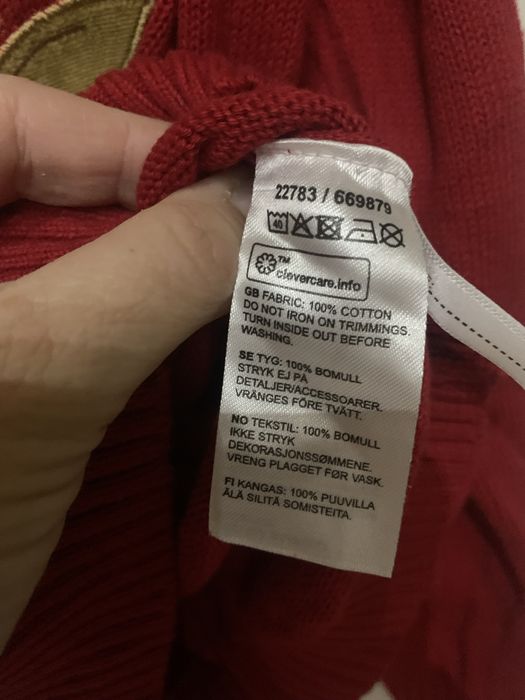 22783 / 669879
40
TM
clevercare.info
GB FABRIC: 100% COTTON
DO NOT IRON ON TRIMMINGS.
TURN INSIDE OUT BEFORE
WASHING.
SE TYG: 100% BOMULL
STRYK EJ PÅ
DETALJER/ACCESSOARER.
VRÄNGES FÖRE TVÄTT.
NO TEKSTIL: 100% BOMULL
IKKE STRYK
DEKORASJONSSØMMENE.
VRENG PLAGGET FØR VASK.
FI KANGAS: 100% PUUVILLA
ÄLÄ SILITÄ SOMISTEITA.